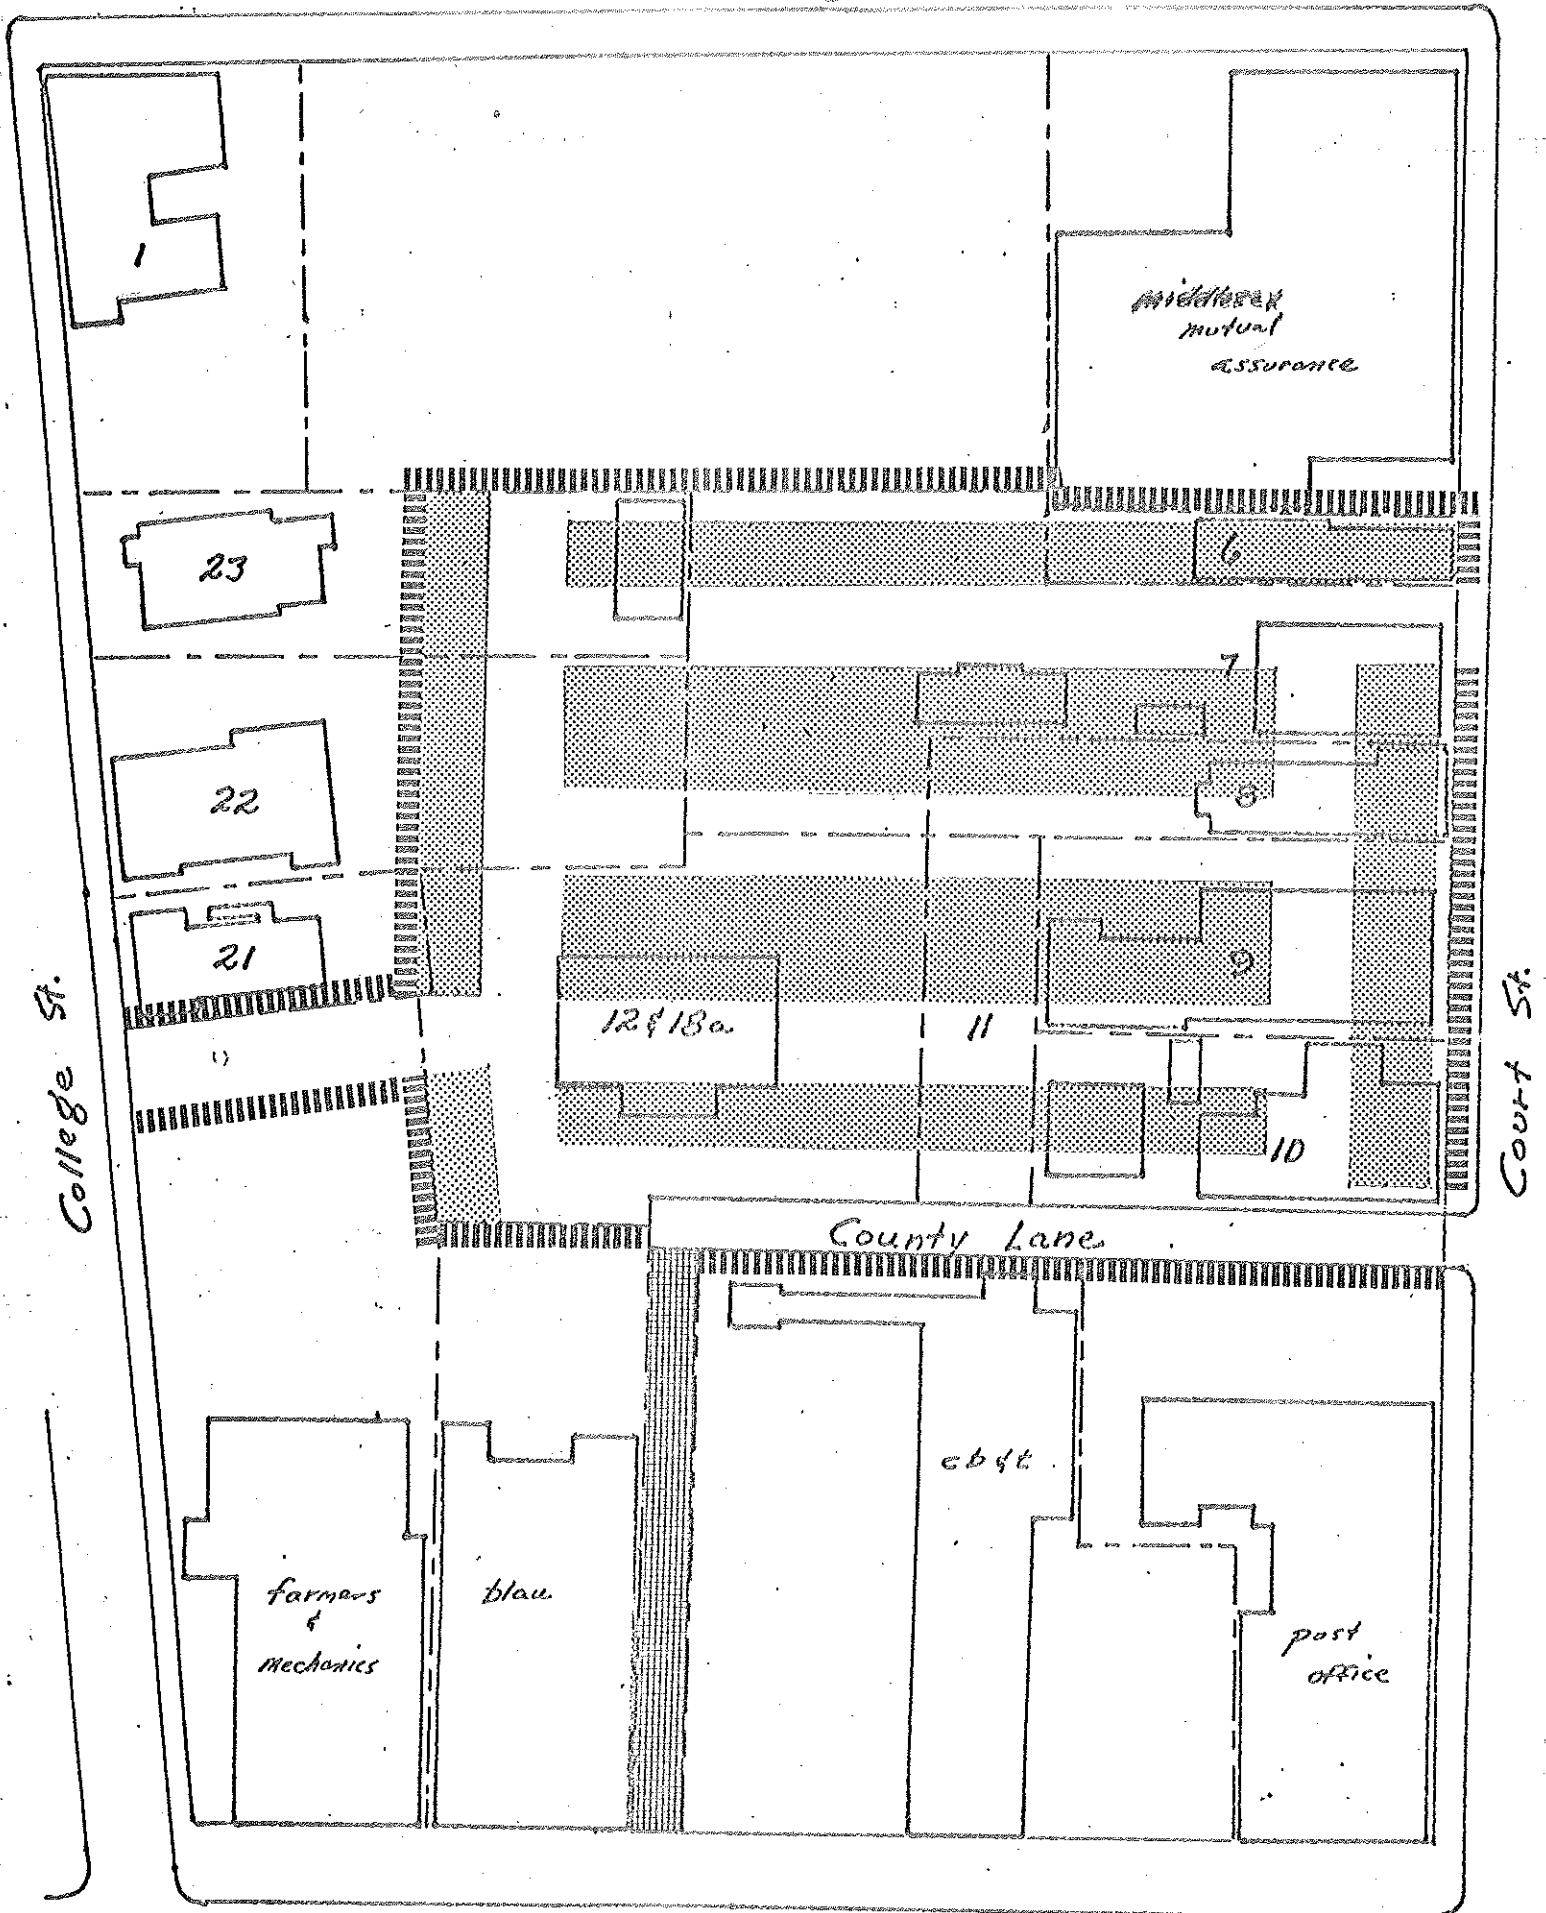 1
middlesex
mutual
assurance
23
6
7
22
8
21
9
12 & 18a
11
10
College St.
Court St.
County Lane
cb&t
farmers
&
mechanics
blau
post
office